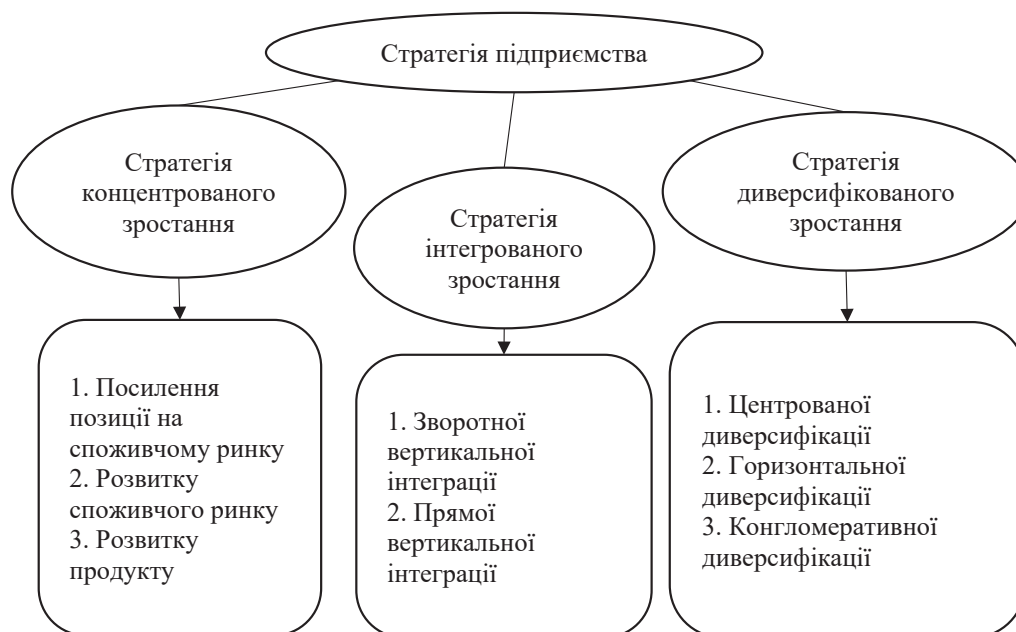 Стратегія підприємства
Стратегія
концентрованого
зростання
Стратегія
інтегрованого
зростання
Стратегія
диверсифікованого
зростання
1. Посилення
позиції на
споживчому ринку
2. Розвитку
споживчого ринку
3. Розвитку
продукту
1. Зворотної
вертикальної
інтеграції
2. Прямої
вертикальної
інтеграції
1. Центрованої
диверсифікації
2. Горизонтальної
диверсифікації
3. Конгломеративної
диверсифікації